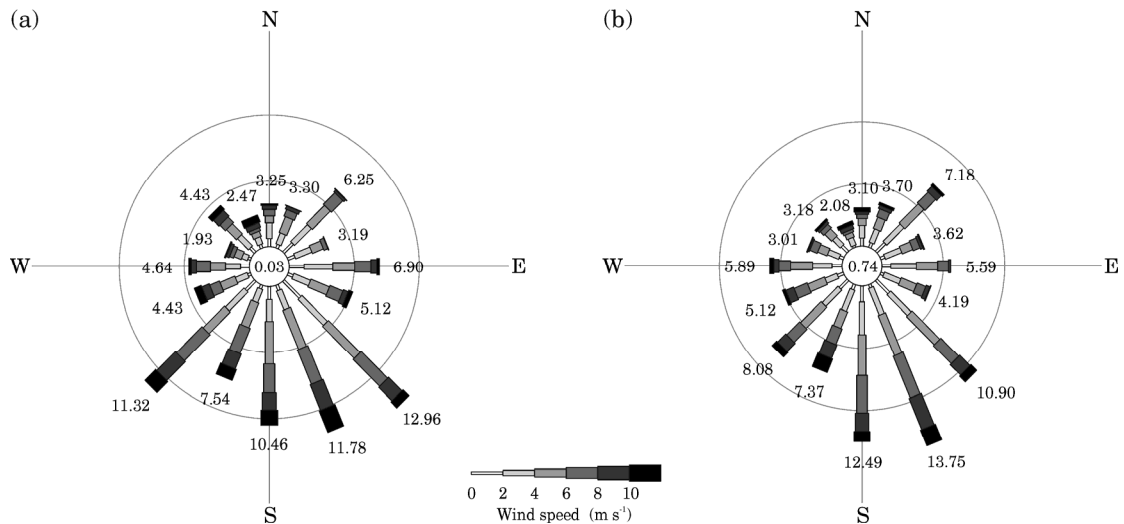 (a)
N
3.25
3.30
6.25
4.43
2.47
1.93
3.19
W
4.64
0.03
6.90
E
4.43
5.12
11.32
7.54
10.46
11.78
12.96
S
(b)
N
3.10
3.70
7.18
3.18
2.08
3.01
3.62
W
5.89
0.74
5.59
E
5.12
4.19
8.08
7.37
10.90
12.49
13.75
S
0 2 4 6 8 10
Wind speed (m s⁻¹)